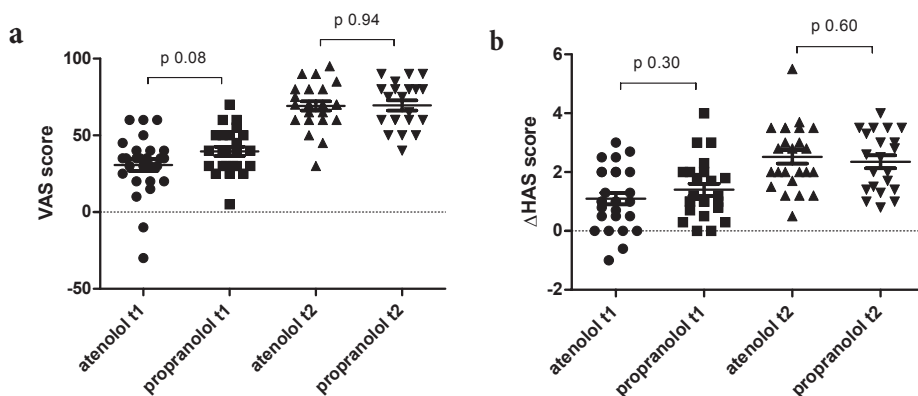 a
p 0.08
p 0.94
VAS score
100
50
0
-50
atenolol t1
propranolol t1
atenolol t2
propranolol t2
b
p 0.30
p 0.60
ΔHAS score
6
4
2
0
-2
atenolol t1
propranolol t1
atenolol t2
propranolol t2